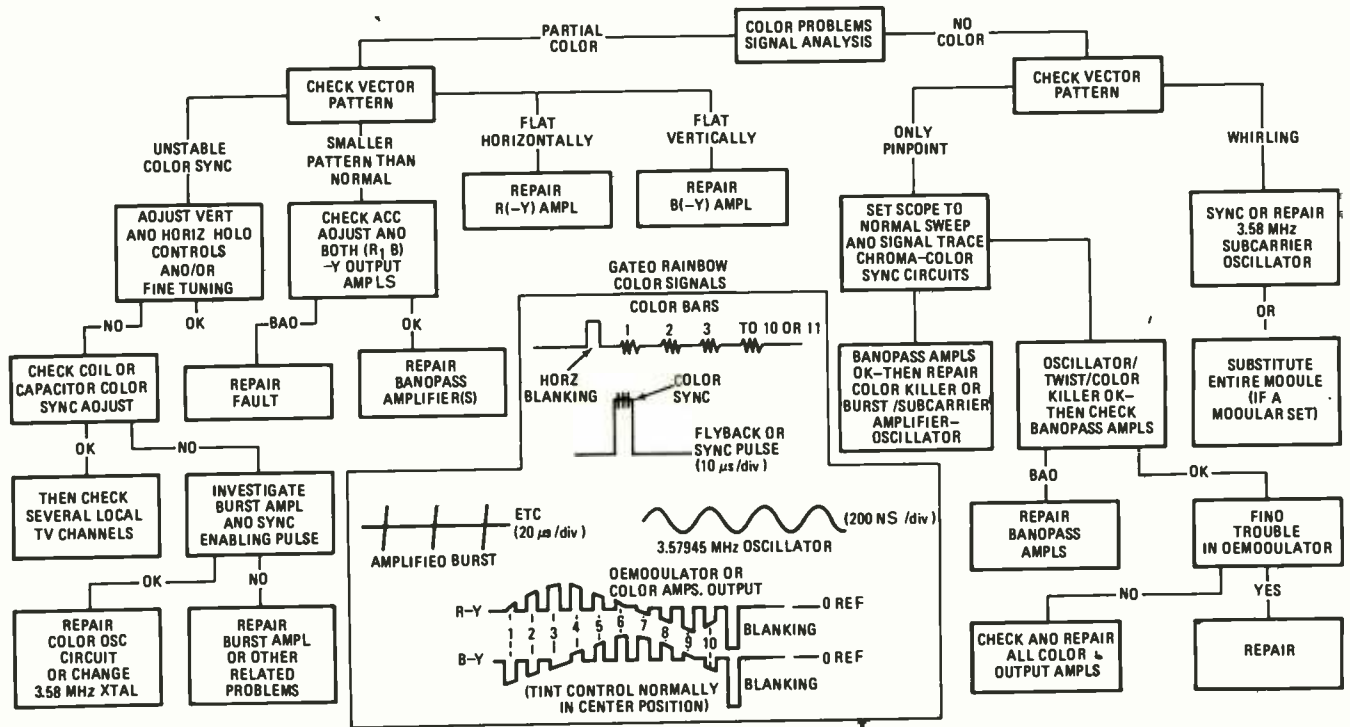 COLOR PROBLEMS
SIGNAL ANALYSIS
PARTIAL
COLOR
NO
COLOR
CHECK VECTOR
PATTERN
UNSTABLE
COLOR SYNC
SMALLER
PATTERN THAN
NORMAL
FLAT
HORIZONTALLY
FLAT
VERTICALLY
REPAIR
R(-Y) AMPL
REPAIR
B(-Y) AMPL
AOJUST VERT
AND HORIZ HOLO
CONTROLS
AND/OR
FINE TUNING
CHECK ACC
ADJUST AND
BOTH (R, B)
-Y OUTPUT
AMPLS
NO
OK
BAO
OK
CHECK COIL OR
CAPACITOR COLOR
SYNC ADJUST
REPAIR
FAULT
REPAIR
BANOPASS
AMPLIFIER(S)
OK
NO
THEN CHECK
SEVERAL LOCAL
TV CHANNELS
INVESTIGATE
BURST AMPL
AND SYNC
ENABLING PULSE
OK
NO
REPAIR
COLOR OSC
CIRCUIT
OR CHANGE
3.58 MHz XTAL
REPAIR
BURST AMPL
OR OTHER
RELATED
PROBLEMS
GATEO RAINBOW
COLOR SIGNALS
COLOR BARS
1 2 3 TO 10 OR 11
HORZ
BLANKING
COLOR
SYNC
FLYBACK OR
SYNC PULSE
(10 µs/div)
ETC
(20 µs/div)
AMPLIFIED BURST
(200 NS /div)
3.57945 MHz OSCILLATOR
OEMOOULATOR OR
COLOR AMPS. OUTPUT
R-Y
0 REF
BLANKING
1 2 3 4 5 6 7 8 9 10
B-Y
0 REF
BLANKING
(TINT CONTROL NORMALLY
IN CENTER POSITION)
CHECK VECTOR
PATTERN
ONLY
PINPOINT
WHIRLING
SET SCOPE TO
NORMAL SWEEP
AND SIGNAL TRACE
CHROMA-COLOR
SYNC CIRCUITS
SYNC OR REPAIR
3.58 MHz
SUBCARRIER
OSCILLATOR
OR
BANOPASS AMPLS
OK-THEN REPAIR
COLOR KILLER OR
BURST/SUBCARRIER
AMPLIFIER-
OSCILLATOR
OSCILLATOR/
TWIST/COLOR
KILLER OK-
THEN CHECK
BANOPASS AMPLS
SUBSTITUTE
ENTIRE MOOULE
(IF A
MODULAR SET)
BAO
OK
REPAIR
BANOPASS
AMPLS
FINO
TROUBLE
IN OEMOOULATOR
NO
YES
CHECK AND REPAIR
ALL COLOR
OUTPUT AMPLS
REPAIR